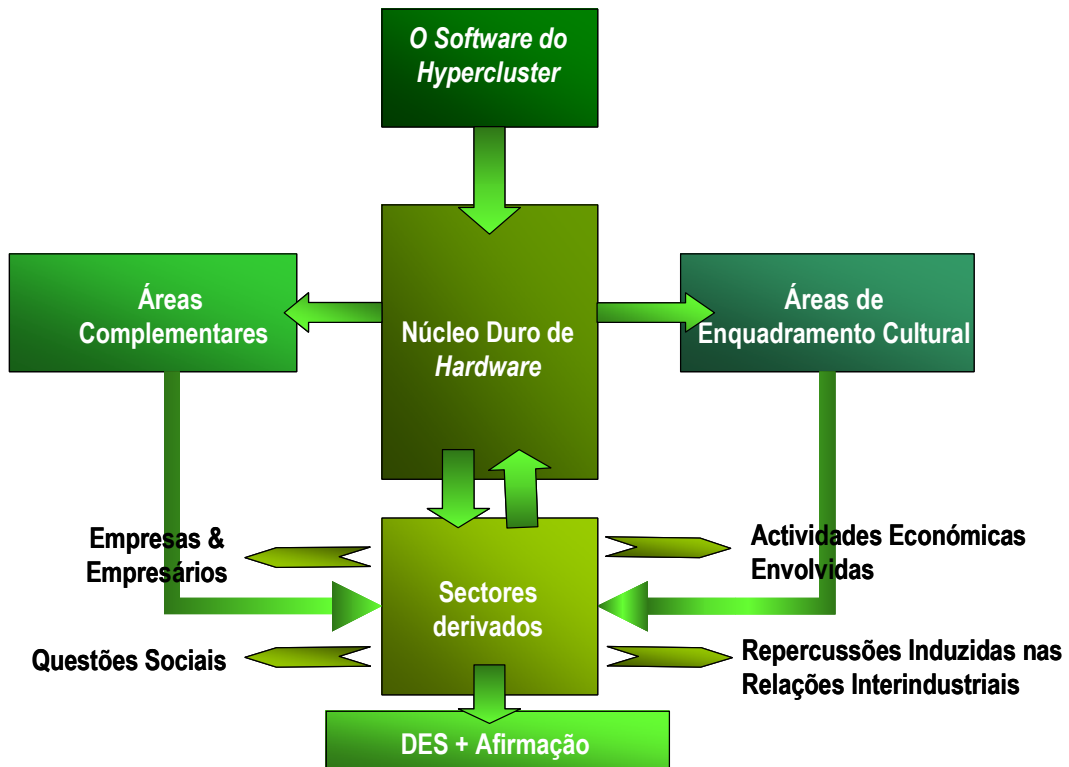 O Software do
Hypercluster
Áreas
Complementares
Núcleo Duro de
Hardware
Áreas de
Enquadramento Cultural
Empresas &
Empresários
Actividades Económicas
Envolvidas
Sectores
derivados
Questões Sociais
Repercussões Induzidas nas
Relações Interindustriais
DES + Afirmação